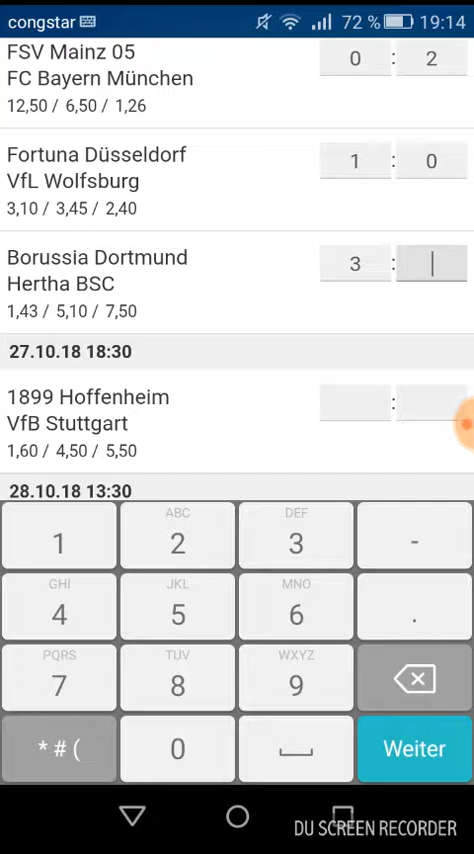 congstar 72 % 19:14
FSV Mainz 05 0 : 2
FC Bayern München
12,50 / 6,50 / 1,26
Fortuna Düsseldorf 1 : 0
VfL Wolfsburg
3,10 / 3,45 / 2,40
Borussia Dortmund 3 :
Hertha BSC
1,43 / 5,10 / 7,50
27.10.18 18:30
1899 Hoffenheim :
VfB Stuttgart
1,60 / 4,50 / 5,50
28.10.18 13:30
ABC DEF
1 2 3 -
GHI JKL MNO
4 5 6 .
PQRS TUV WXYZ
7 8 9
* # ( 0 Weiter
DU SCREEN RECORDER